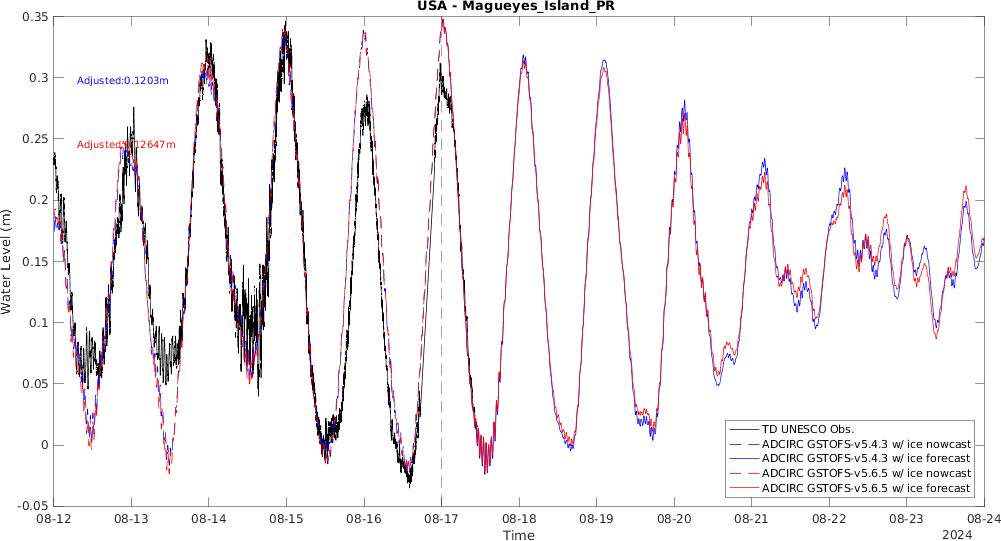 USA - Magueyes_Island_PR
Water Level (m)
0.35
0.3
0.25
0.2
0.15
0.1
0.05
0
-0.05
Adjusted:0.1203m
Adjusted:0.12647m
TD UNESCO Obs.
ADCIRC GSTOFS-v5.4.3 w/ ice nowcast
ADCIRC GSTOFS-v5.4.3 w/ ice forecast
ADCIRC GSTOFS-v5.6.5 w/ ice nowcast
ADCIRC GSTOFS-v5.6.5 w/ ice forecast
08-12 08-13 08-14 08-15 08-16 08-17 08-18 08-19 08-20 08-21 08-22 08-23 08-24
Time
2024